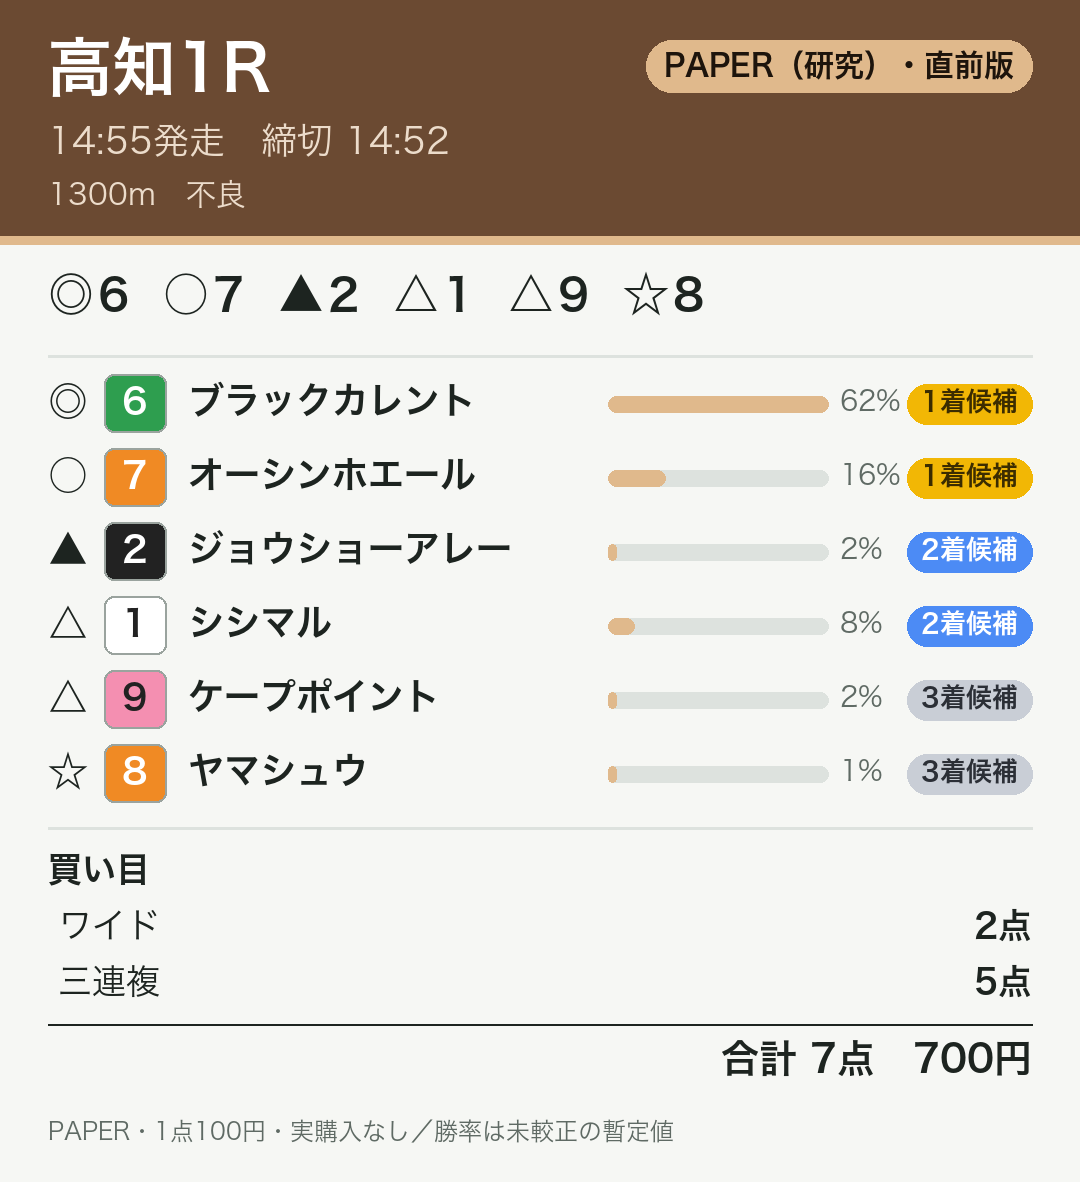 高知1R
PAPER（研究）・直前版
14:55発走　締切 14:52
1300m　不良
◎6 ○7 ▲2 △1 △9 ☆8
◎ 6 ブラックカレント 62% 1着候補
○ 7 オーシンホエール 16% 1着候補
▲ 2 ジョウショーアレー 2% 2着候補
△ 1 シシマル 8% 2着候補
△ 9 ケープポイント 2% 3着候補
☆ 8 ヤマシュウ 1% 3着候補
買い目
ワイド 2点
三連複 5点
合計 7点　700円
PAPER・1点100円・実購入なし／勝率は未較正の暫定値